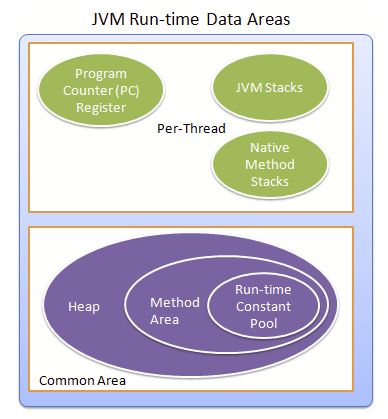 JVM Run-time Data Areas
Program
Counter (PC)
Register
JVM Stacks
Per-Thread
Native
Method
Stacks
Heap
Method
Area
Run-time
Constant
Pool
Common Area